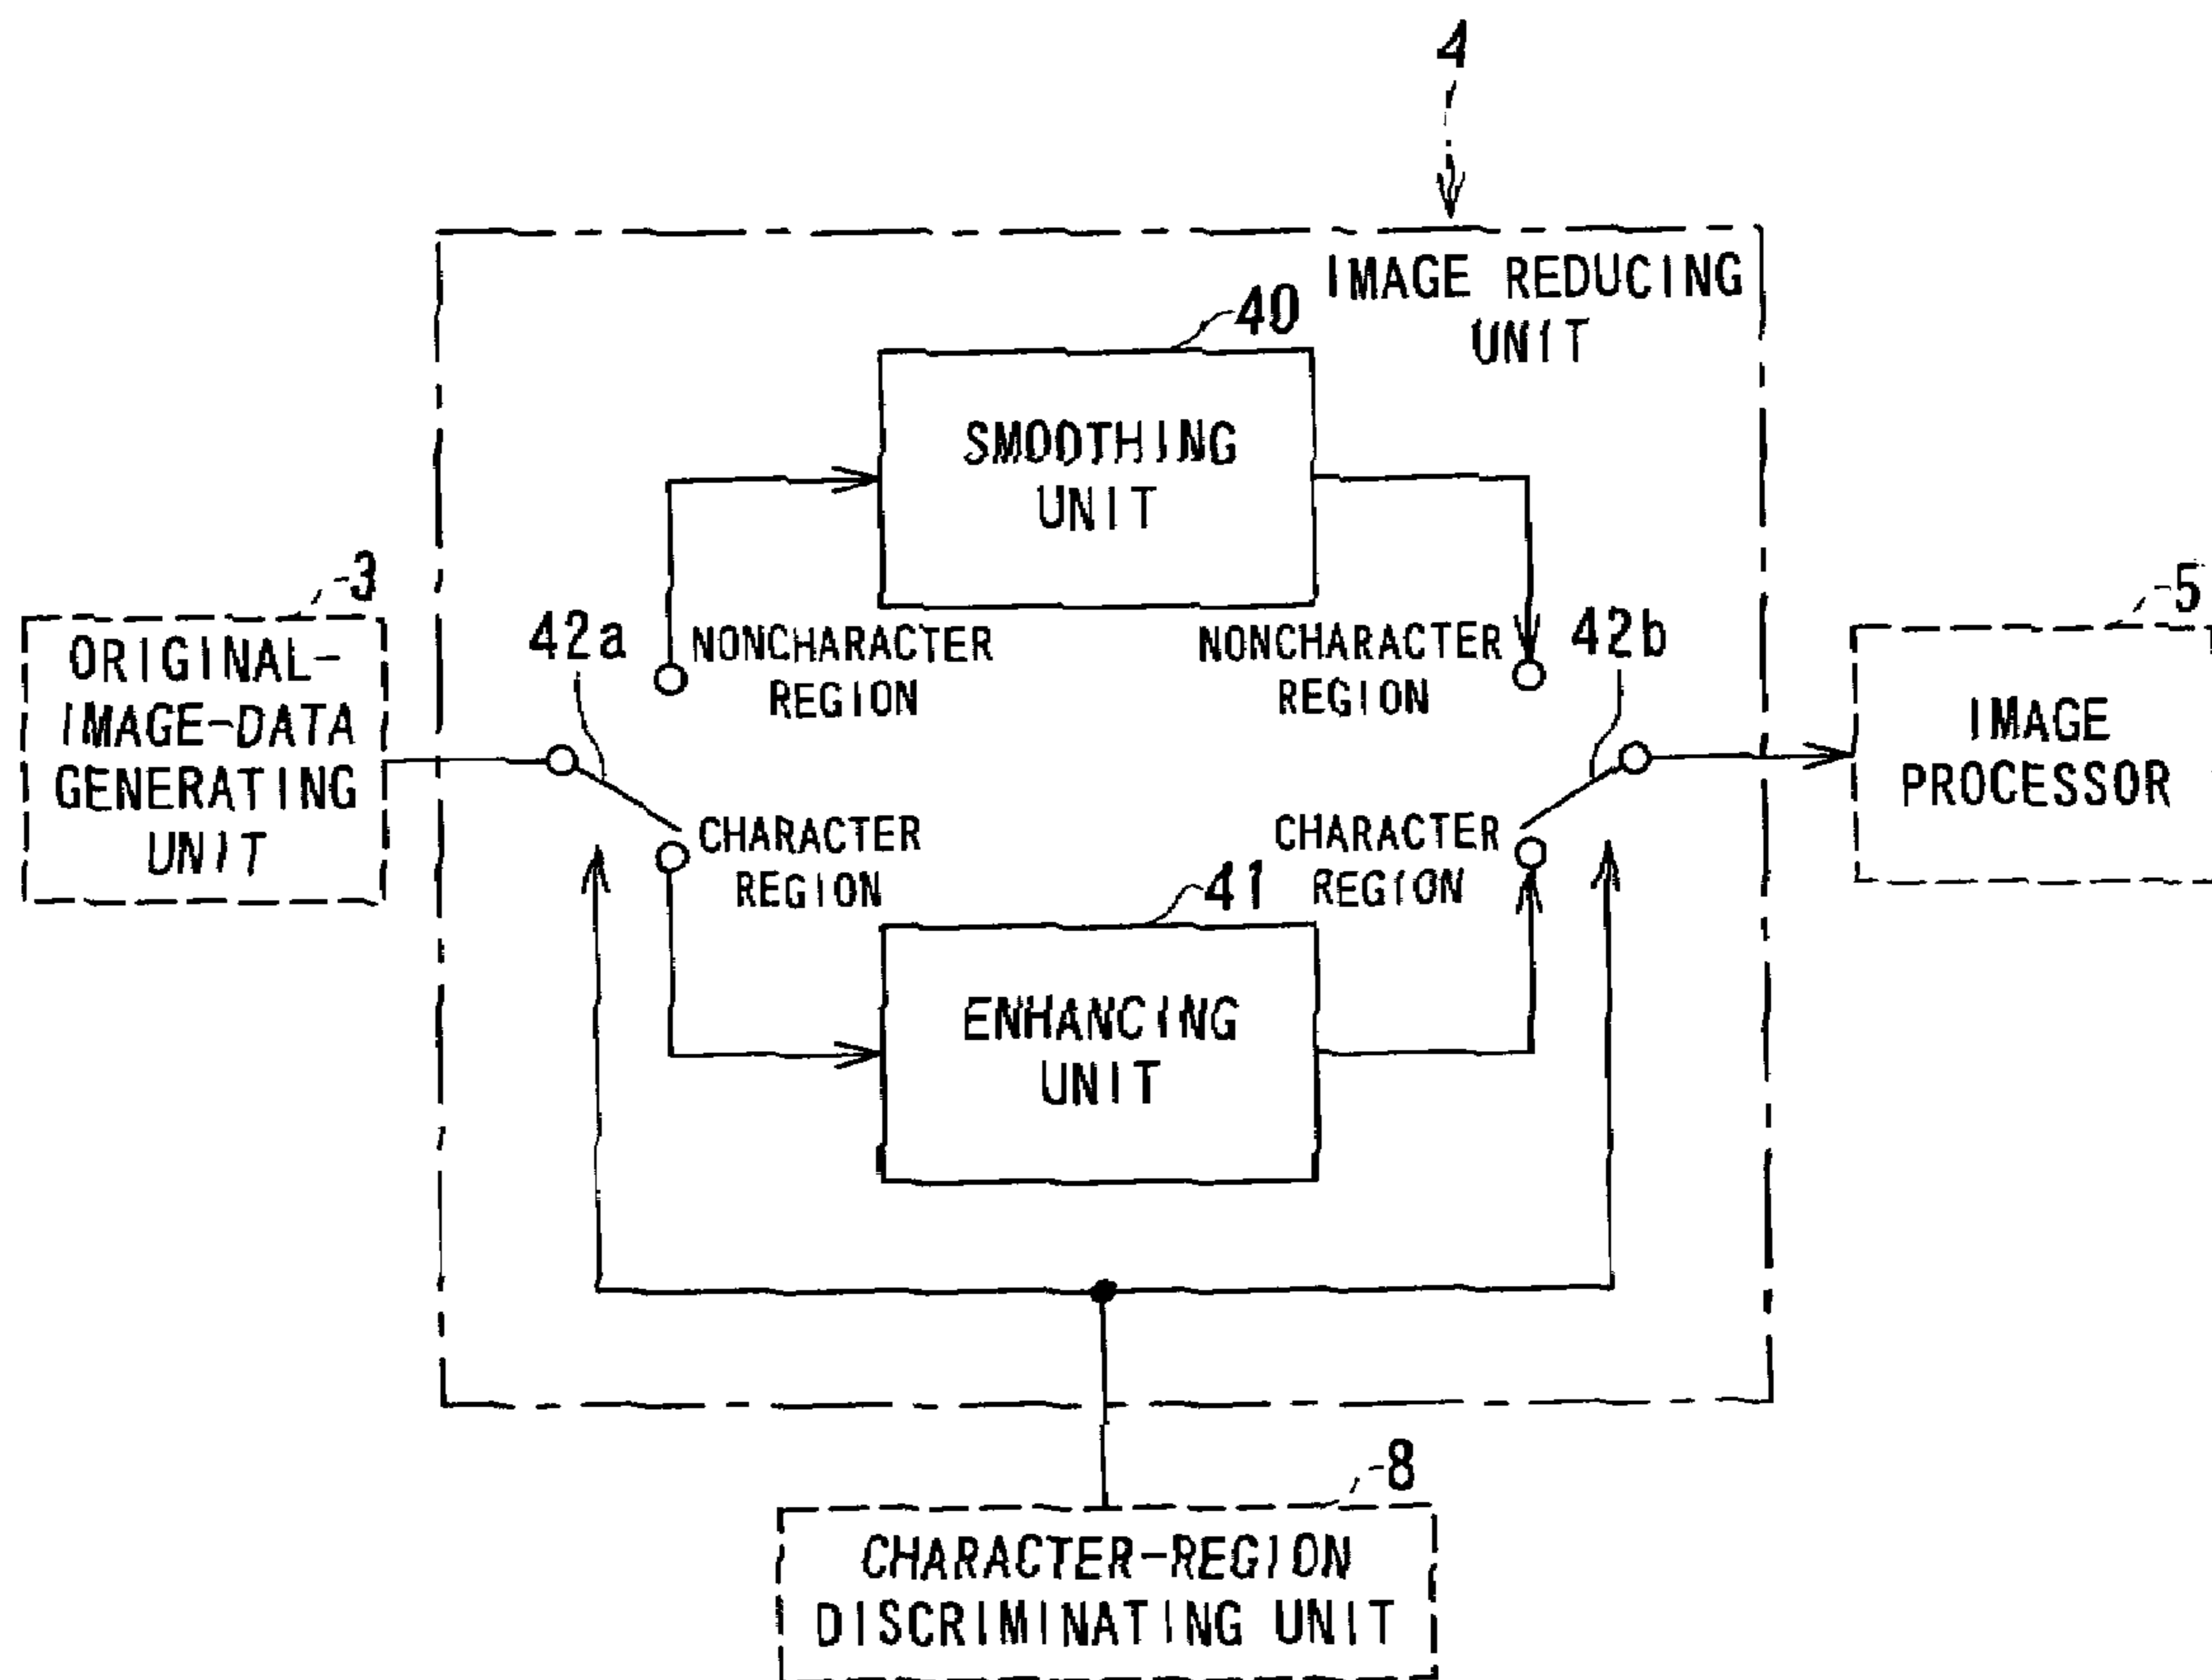 4
IMAGE REDUCING
UNIT
40
SMOOTHING
UNIT
3
ORIGINAL-
IMAGE-DATA
GENERATING
UNIT
42a
NONCHARACTER
REGION
NONCHARACTER
REGION
42b
5
IMAGE
PROCESSOR
CHARACTER
REGION
CHARACTER
REGION
41
ENHANCING
UNIT
8
CHARACTER-REGION
DISCRIMINATING UNIT